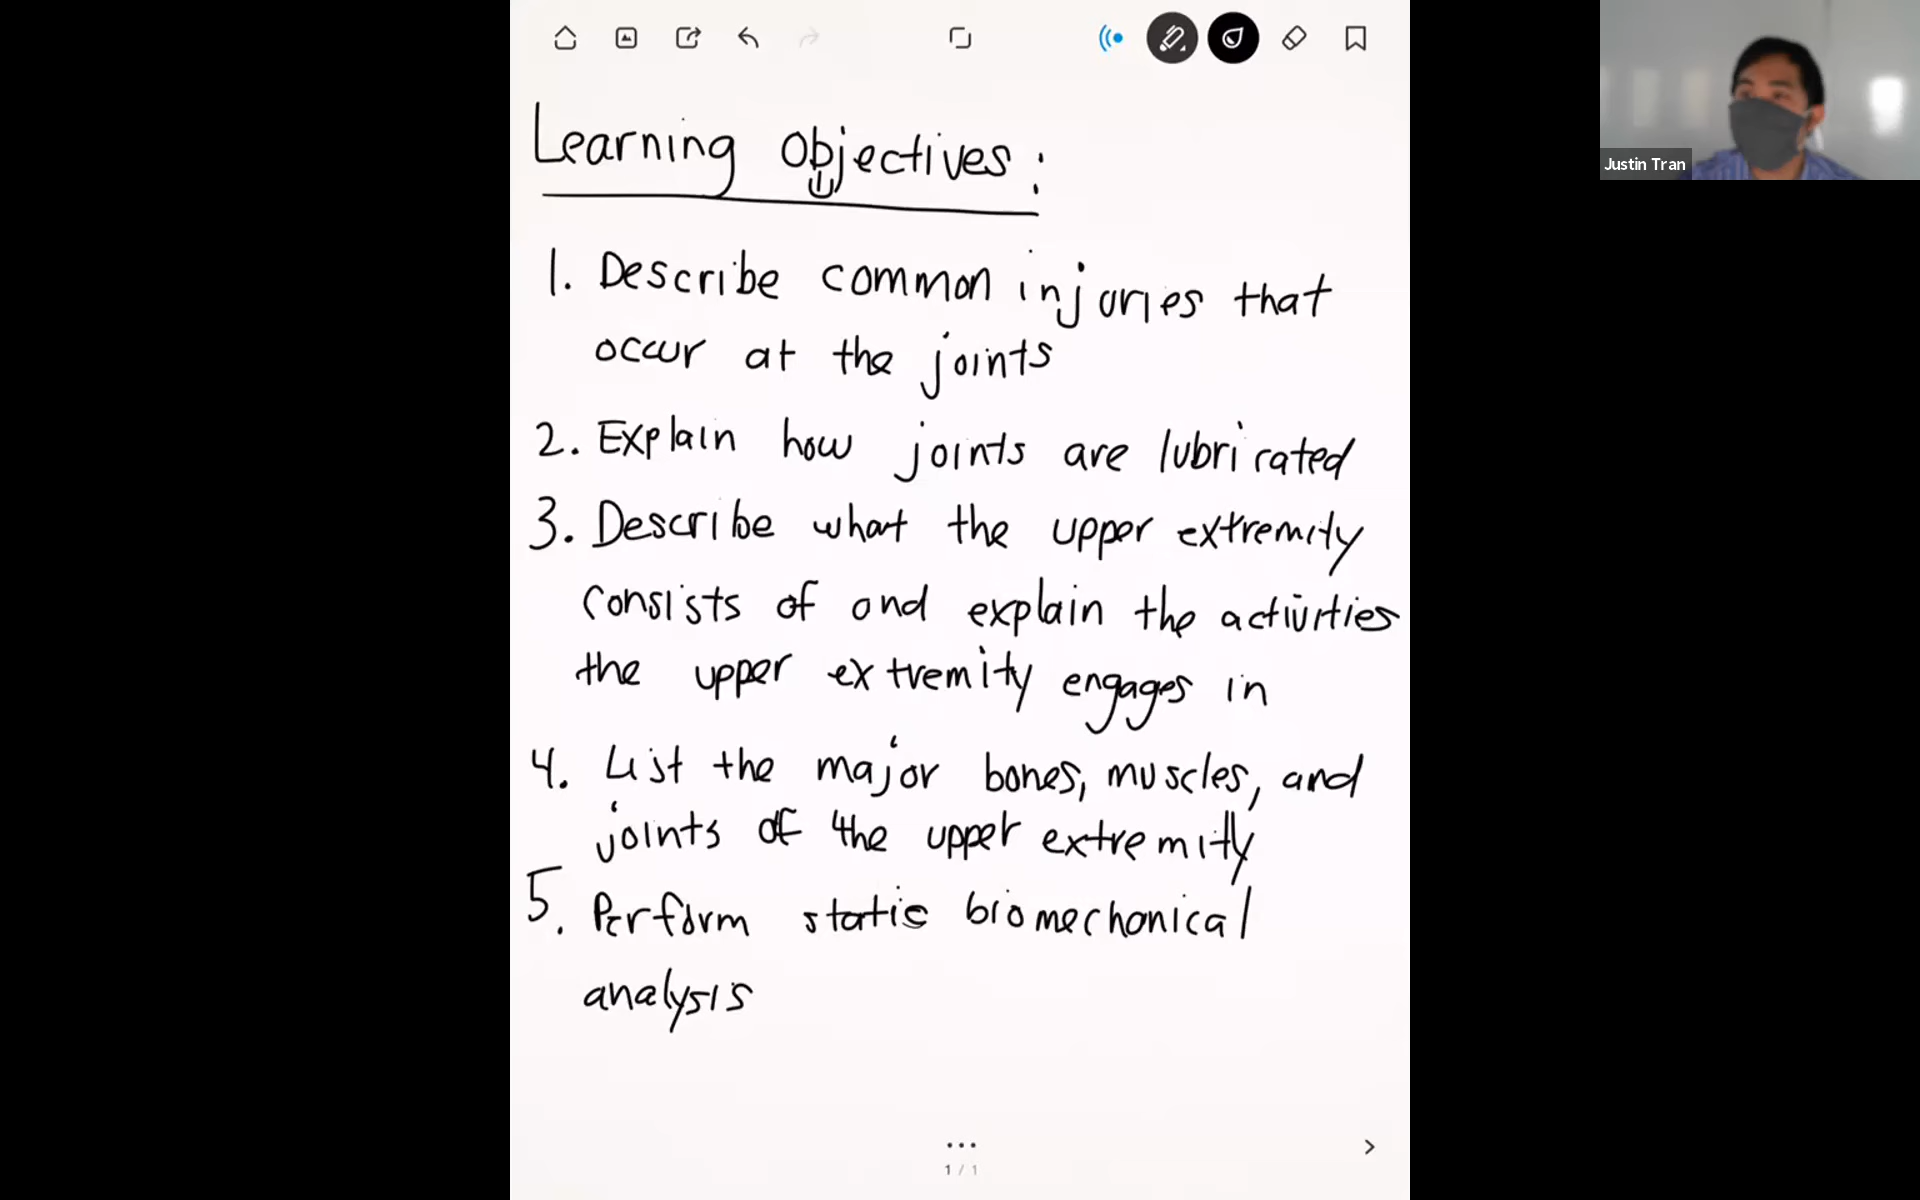 Learning Objectives:
1. Describe common injuries that
occur at the joints
2. Explain how joints are lubricated
3. Describe what the upper extremity
consists of and explain the activities
the upper extremity engages in
4. List the major bones, muscles, and
joints of the upper extremity
5. Perform static biomechanical
analysis
1 / 1
Justin Tran